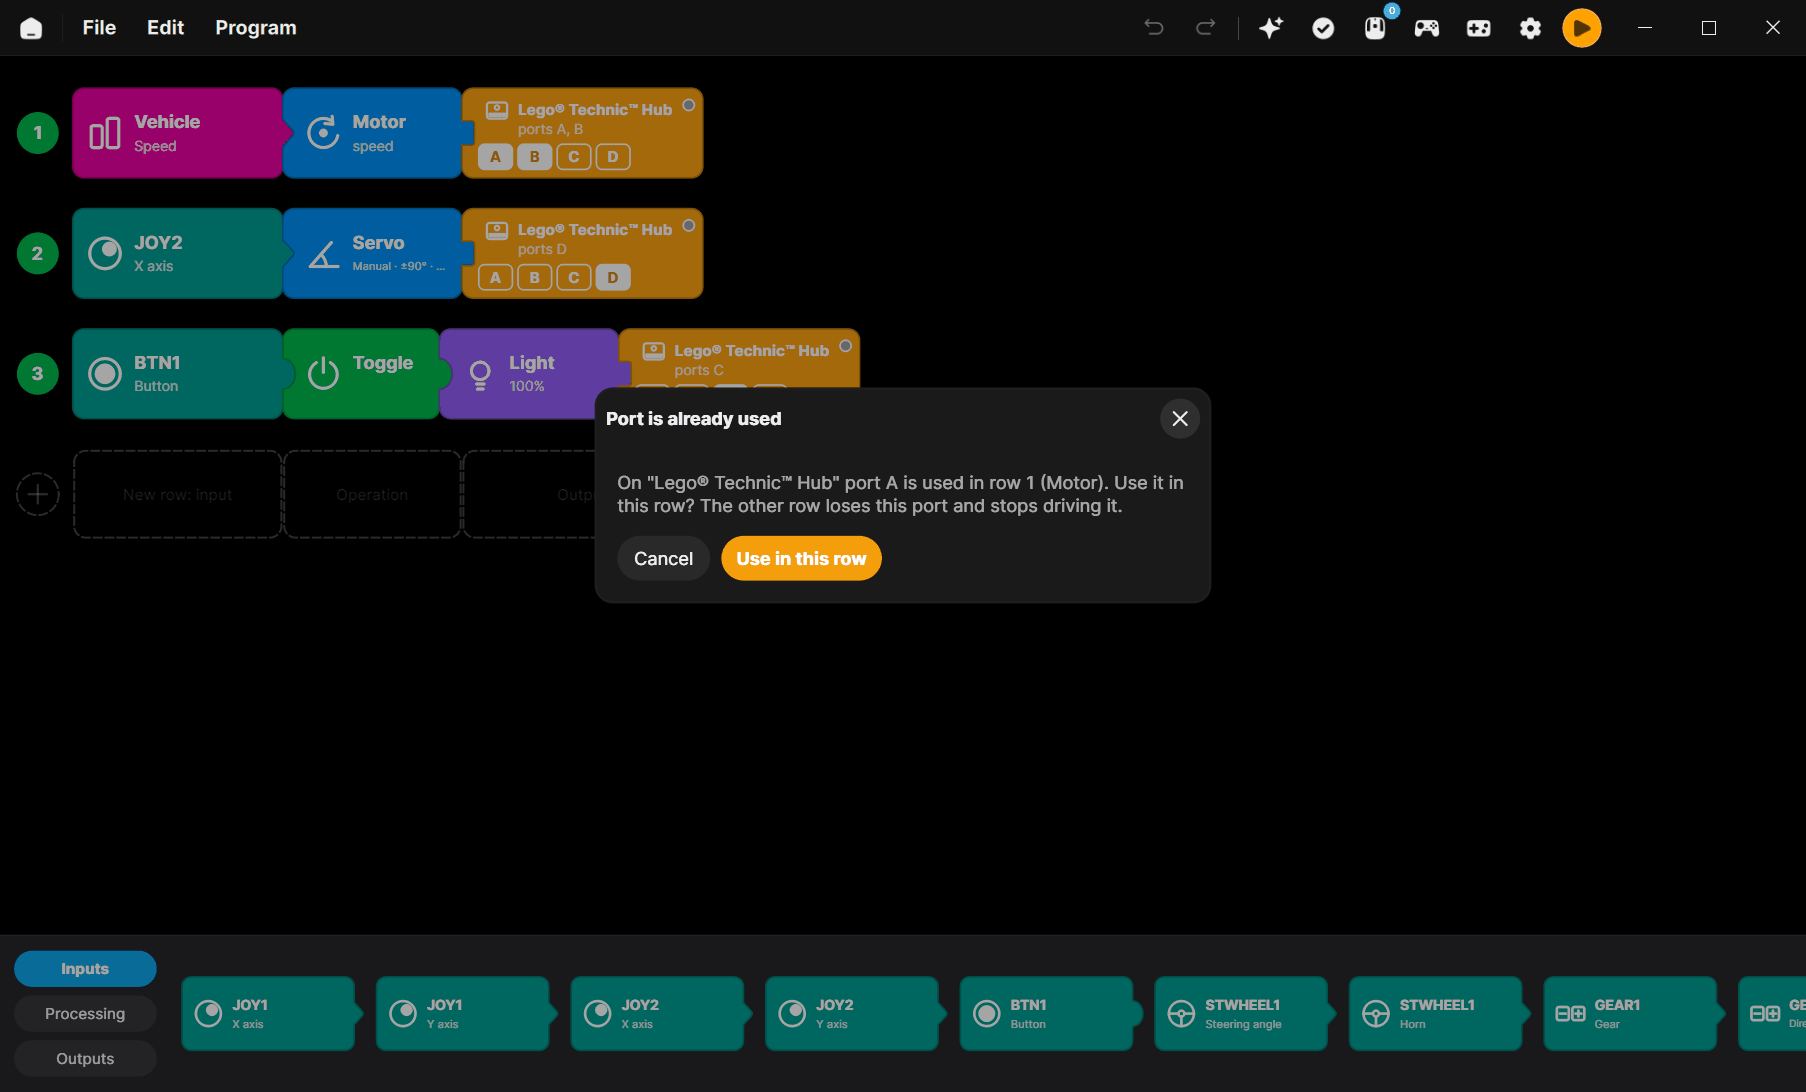 File Edit Program
0
1
Vehicle
Speed
Motor
speed
Lego® Technic™ Hub
ports A, B
A B C D
2
JOY2
X axis
Servo
Manual · ±90° · ...
Lego® Technic™ Hub
ports D
A B C D
3
BTN1
Button
Toggle
Light
100%
Lego® Technic™ Hub
ports C
New row: input
Operation
Outp
Port is already used
On "Lego® Technic™ Hub" port A is used in row 1 (Motor). Use it in
this row? The other row loses this port and stops driving it.
Cancel
Use in this row
Inputs
Processing
Outputs
JOY1
X axis
JOY1
Y axis
JOY2
X axis
JOY2
Y axis
BTN1
Button
STWHEEL1
Steering angle
STWHEEL1
Horn
GEAR1
Gear
GE
Dire